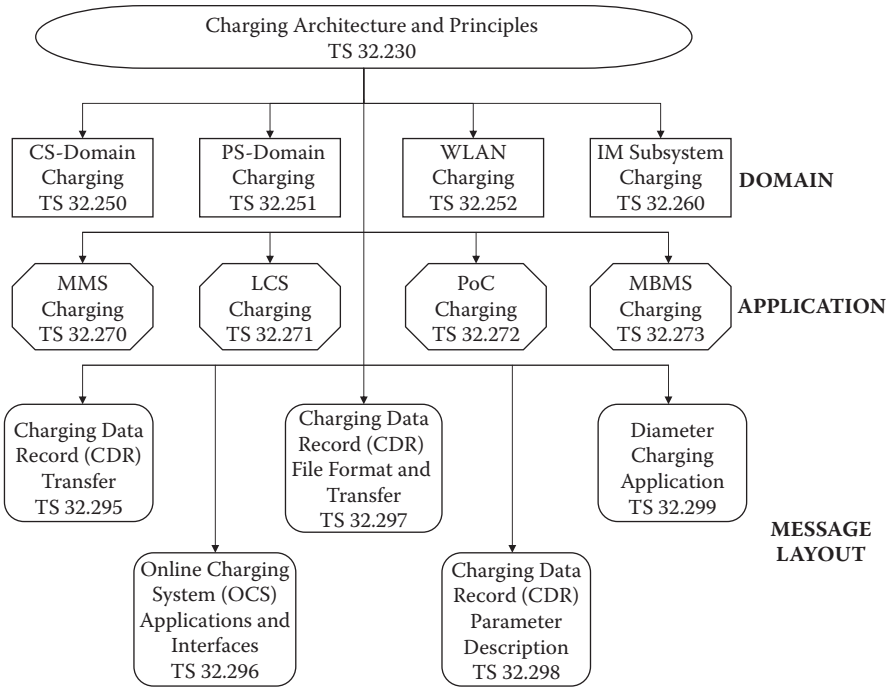 Charging Architecture and Principles
TS 32.230
CS-Domain
Charging
TS 32.250
PS-Domain
Charging
TS 32.251
WLAN
Charging
TS 32.252
IM Subsystem
Charging
TS 32.260
DOMAIN
MMS
Charging
TS 32.270
LCS
Charging
TS 32.271
PoC
Charging
TS 32.272
MBMS
Charging
TS 32.273
APPLICATION
Charging Data
Record (CDR)
Transfer
TS 32.295
Charging Data
Record (CDR)
File Format and
Transfer
TS 32.297
Diameter
Charging
Application
TS 32.299
MESSAGE
LAYOUT
Online Charging
System (OCS)
Applications and
Interfaces
TS 32.296
Charging Data
Record (CDR)
Parameter
Description
TS 32.298